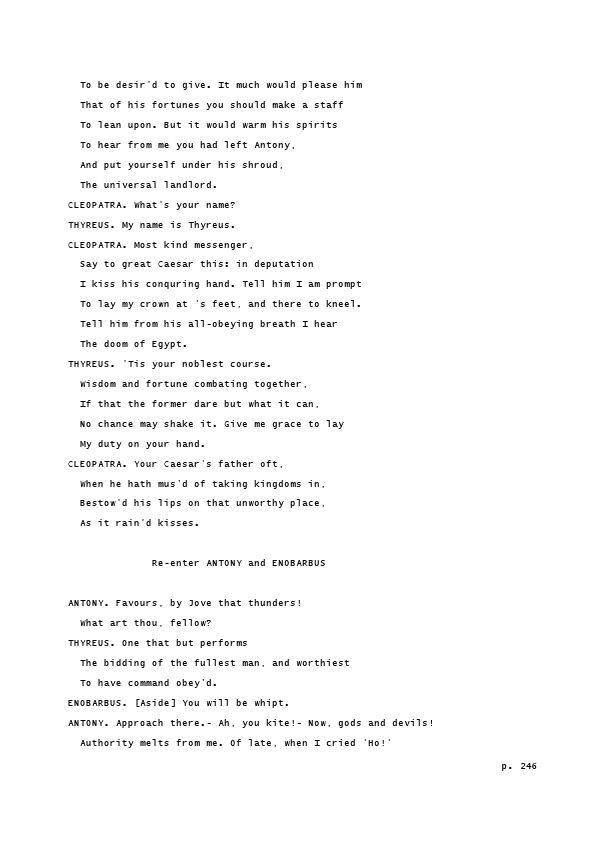 To be desir'd to give. It much would please him
That of his fortunes you should make a staff
To lean upon. But it would warm his spirits
To hear from me you had left Antony,
And put yourself under his shroud,
The universal landlord.
CLEOPATRA. What's your name?
THYREUS. My name is Thyreus.
CLEOPATRA. Most kind messenger,
Say to great Caesar this: in deputation
I kiss his conquring hand. Tell him I am prompt
To lay my crown at 's feet, and there to kneel.
Tell him from his all-obeying breath I hear
The doom of Egypt.
THYREUS. 'Tis your noblest course.
Wisdom and fortune combating together,
If that the former dare but what it can,
No chance may shake it. Give me grace to lay
My duty on your hand.
CLEOPATRA. Your Caesar's father oft,
When he hath mus'd of taking kingdoms in,
Bestow'd his lips on that unworthy place,
As it rain'd kisses.
Re-enter ANTONY and ENOBARBUS
ANTONY. Favours, by Jove that thunders!
What art thou, fellow?
THYREUS. One that but performs
The bidding of the fullest man, and worthiest
To have command obey'd.
ENOBARBUS. [Aside] You will be whipt.
ANTONY. Approach there.- Ah, you kite!- Now, gods and devils!
Authority melts from me. Of late, when I cried 'Ho!'
p. 246